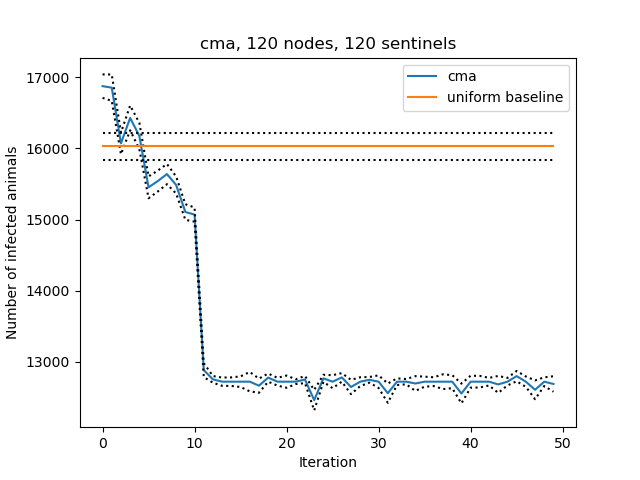 cma, 120 nodes, 120 sentinels
cma
uniform baseline
Number of infected animals
17000
16000
15000
14000
13000
0 10 20 30 40 50
Iteration